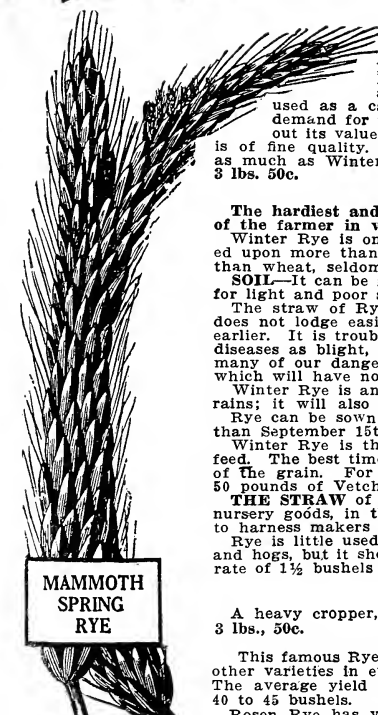 used as a c
demand for
out its value
is of fine quality.
as much as Winter
3 lbs. 50c.
The hardiest and
of the farmer in
Winter Rye is on
ed upon more than
than wheat, seldom
SOIL—It can be
for light and poor
The straw of Ry
does not lodge easi
earlier. It is troub
diseases as blight,
many of our dange
which will have no
Winter Rye is an
rains; it will also
Rye can be sown
than September 15t
Winter Rye is th
feed. The best tim
of the grain. For
50 pounds of Vetch
THE STRAW of
nursery goods, in t
to harness makers
Rye is little used
and hogs, but it sh
rate of 1½ bushels
MAMMOTH
SPRING
RYE
A heavy cropper,
3 lbs., 50c.
This famous Rye
other varieties in e
The average yield
40 to 45 bushels.
Rosen Rye has